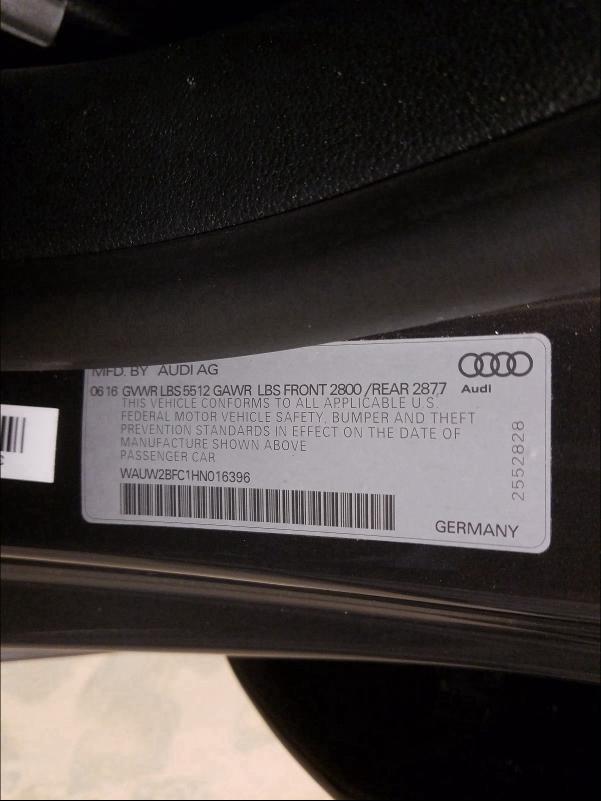 MFD. BY AUDI AG
06 16 GVWR LBS 5512 GAWR LBS FRONT 2800 / REAR 2877
Audi
THIS VEHICLE CONFORMS TO ALL APPLICABLE U.S.
FEDERAL MOTOR VEHICLE SAFETY, BUMPER AND THEFT
PREVENTION STANDARDS IN EFFECT ON THE DATE OF
MANUFACTURE SHOWN ABOVE
PASSENGER CAR
WAUW2BFC1HN016396
2552828
GERMANY